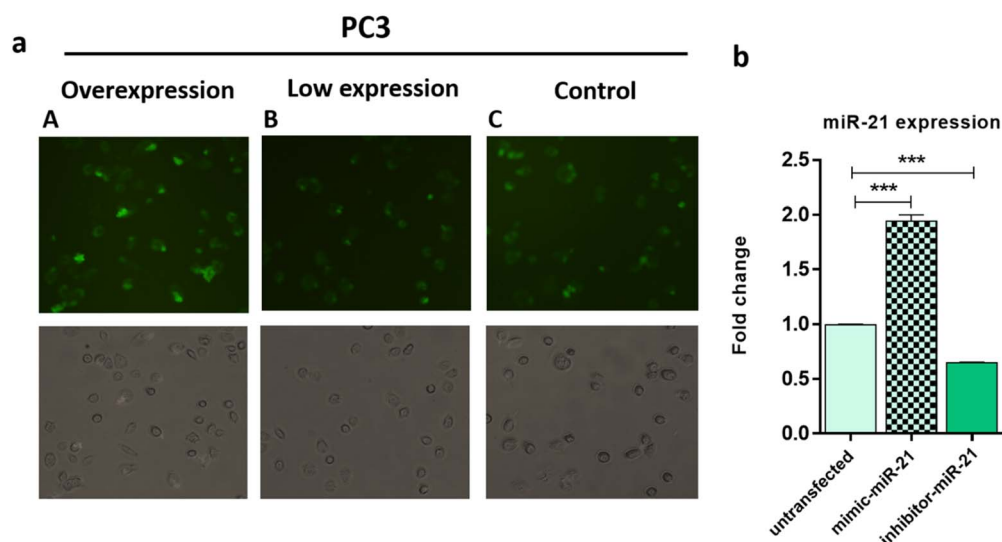 a
PC3
Overexpression
Low expression
Control
A
B
C
b
miR-21 expression
***
***
Fold change
2.5
2.0
1.5
1.0
0.5
0.0
untransfected
mimic-miR-21
inhibitor-miR-21